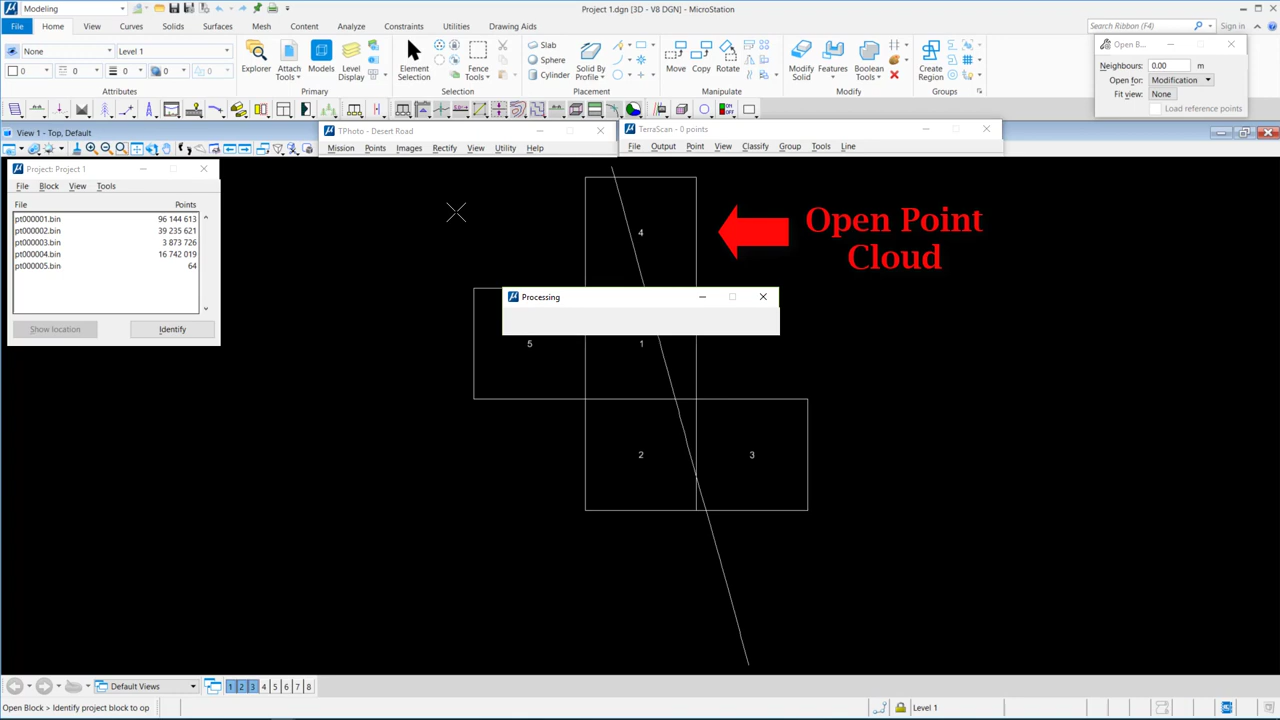 Modeling
Project 1.dgn [3D - V8 DGN] - MicroStation
File Home View Curves Solids Surfaces Mesh Content Analyze Constraints Utilities Drawing Aids
Search Ribbon (F4) Sign in
None Level 1
0 0 0 0 0
Attributes
Explorer Attach Tools Models Level Display
Primary
Element Selection Fence
Selection
Slab
Sphere
Cylinder
Solid By Profile
Placement
Move Copy Rotate
Manipulate
Modify Solid Features Boolean Tools
Modify
Create Region
Groups
Open B...
Neighbours: 0.00 m
Open for: Modification
Fit view: None
Load reference points
View 1 - Top, Default
TPhoto - Desert Road
Mission Points Images Rectify View Utility Help
TerraScan - 0 points
File Output Point View Classify Group Tools Line
Project: Project 1
File Block View Tools
File Points
pt000001.bin 96 144 613
pt000002.bin 39 235 621
pt000003.bin 3 873 726
pt000004.bin 16 742 019
pt000005.bin 64
Show location Identify
4
Open Point
Cloud
Processing
5 1
2 3
Default Views 1 2 3 4 5 6 7 8
Open Block > Identify project block to op
Level 1